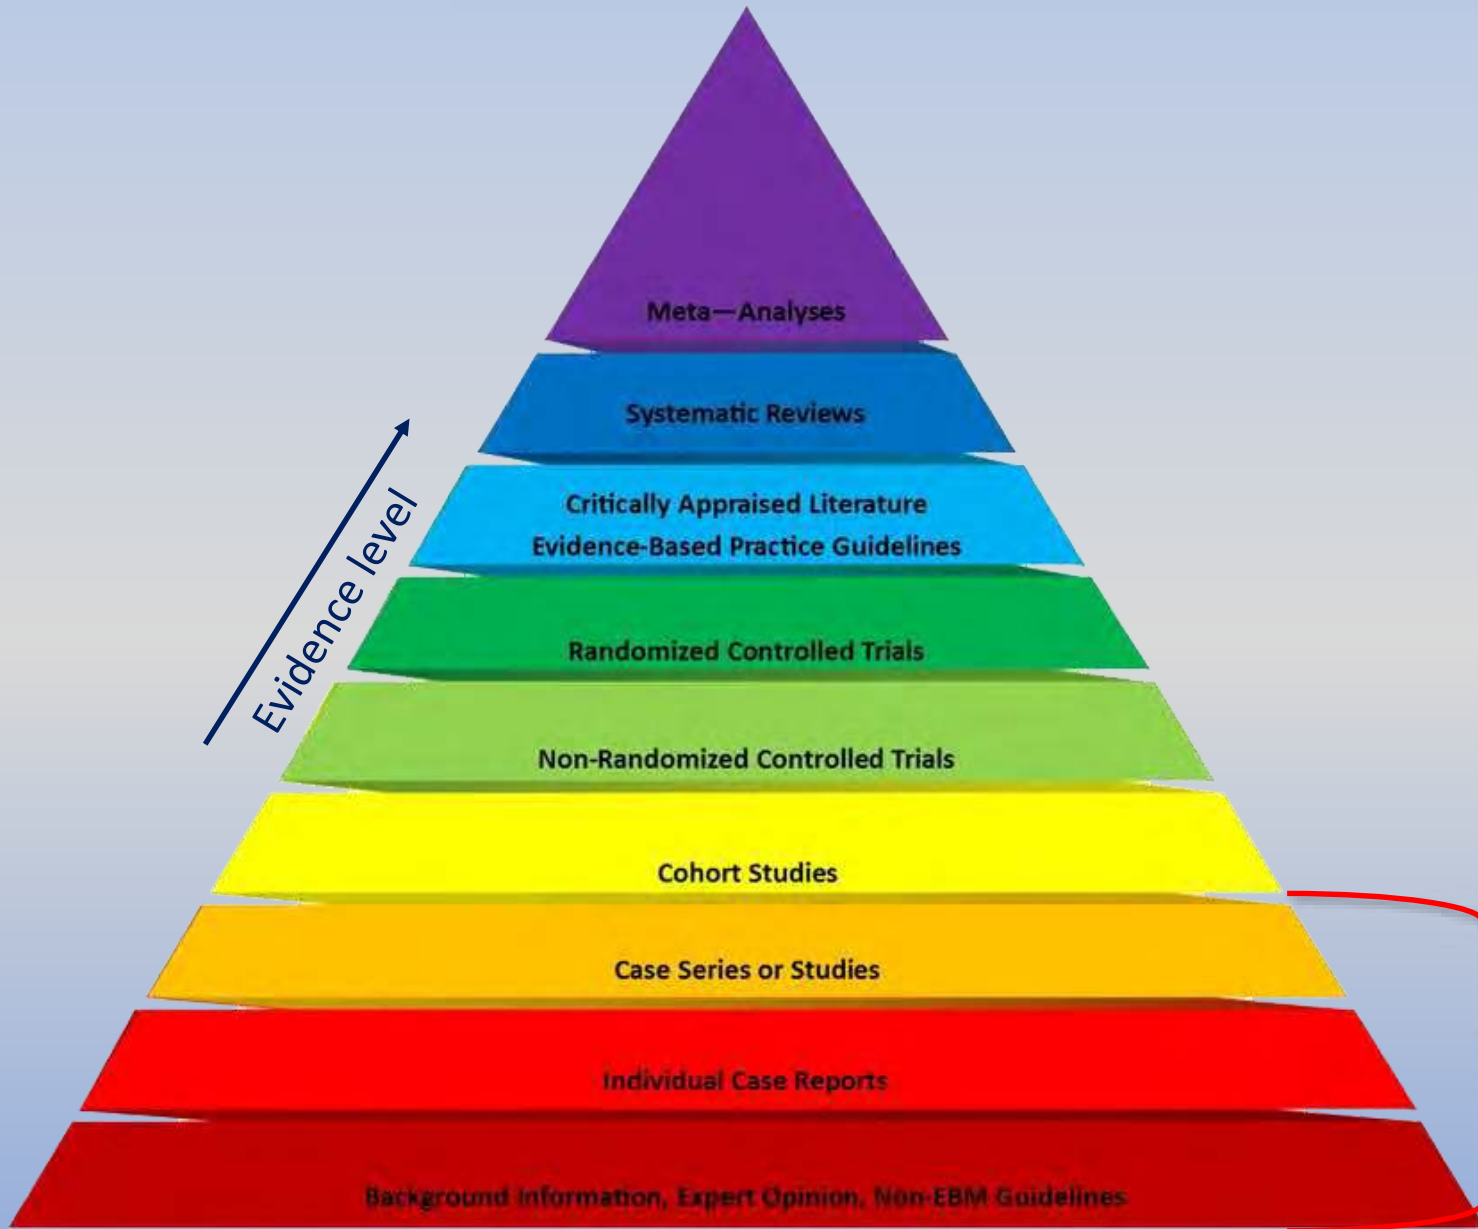 Meta—Analyses
Systematic Reviews
Critically Appraised Literature
Evidence-Based Practice Guidelines
Evidence level
Randomized Controlled Trials
Non-Randomized Controlled Trials
Cohort Studies
Case Series or Studies
Individual Case Reports
Background Information, Expert Opinion, Non-EBM Guidelines